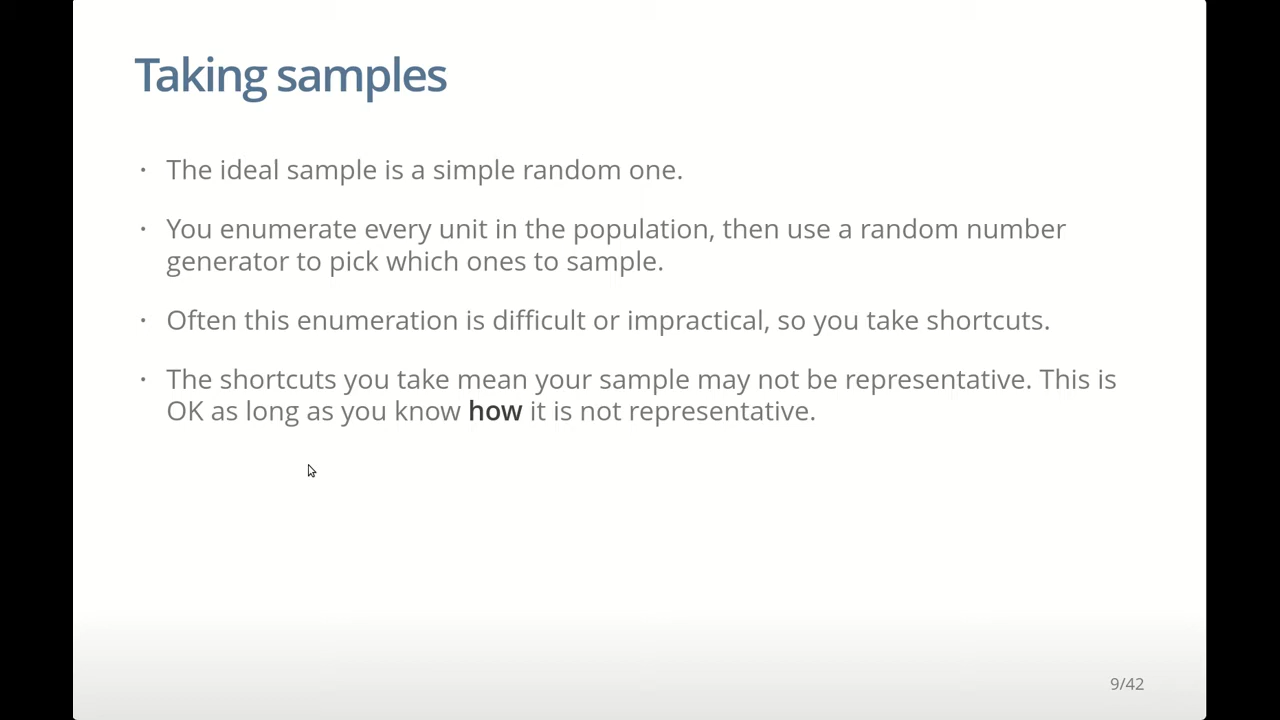 Taking samples
· The ideal sample is a simple random one.
· You enumerate every unit in the population, then use a random number
generator to pick which ones to sample.
· Often this enumeration is difficult or impractical, so you take shortcuts.
· The shortcuts you take mean your sample may not be representative. This is
OK as long as you know how it is not representative.
9/42